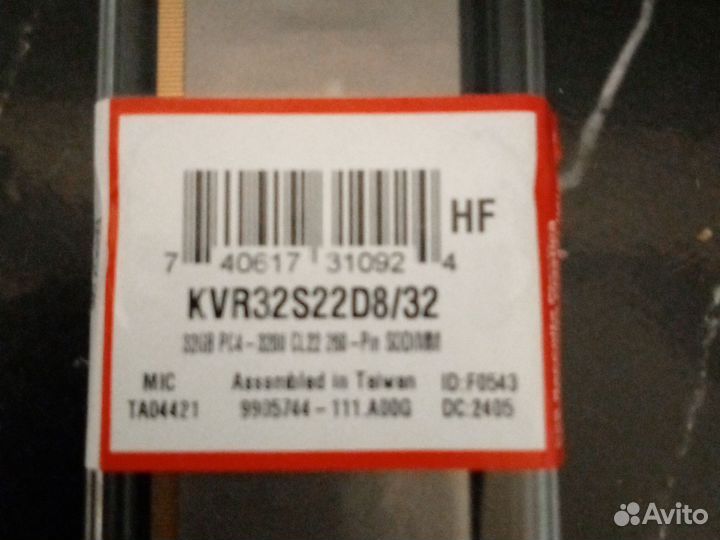 HF
7 40617 31092 4
KVR32S22D8/32
32GB PC4-3200 CL22 260-Pin SODIMM
MIC Assembled in Taiwan ID:F0543
TA04421 9905744-111.A00G DC:2405
Avito